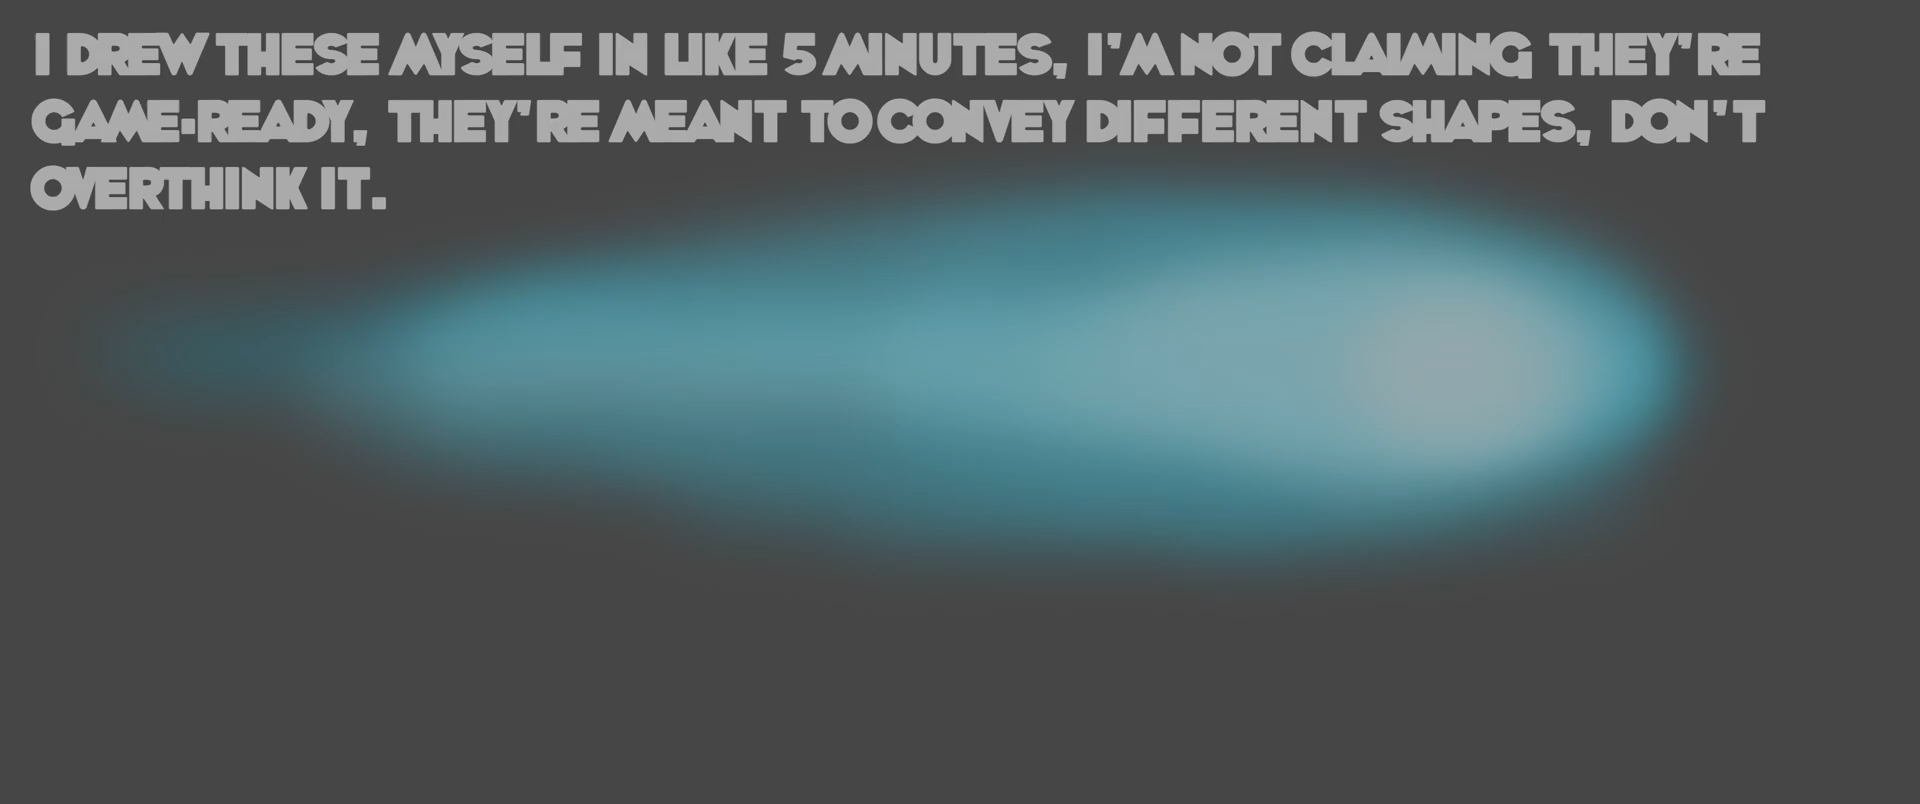 I DREW THESE MYSELF IN LIKE 5 MINUTES, I'M NOT CLAIMING THEY'RE
GAME-READY, THEY'RE MEANT TO CONVEY DIFFERENT SHAPES, DON'T
OVERTHINK IT.